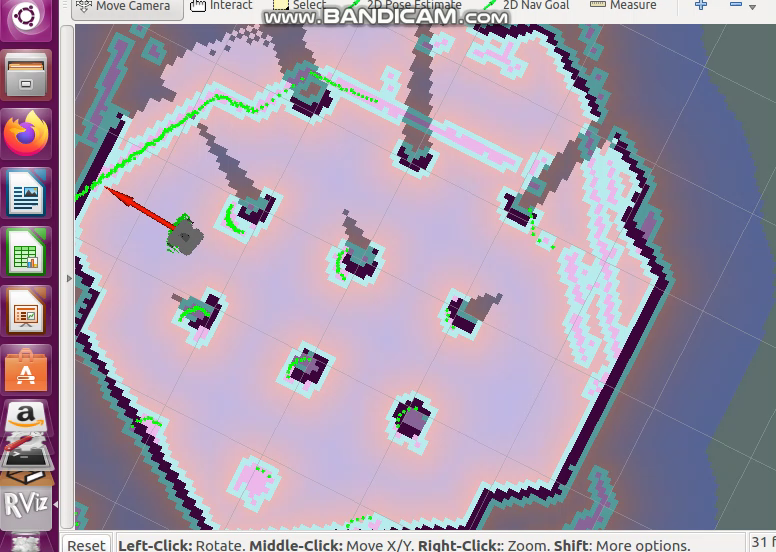 Move Camera
Interact
Select
2D Pose Estimate
2D Nav Goal
Measure
www.BANDICAM.com
a
RViz
Reset
Left-Click: Rotate. Middle-Click: Move X/Y. Right-Click:: Zoom. Shift: More options.
31 f